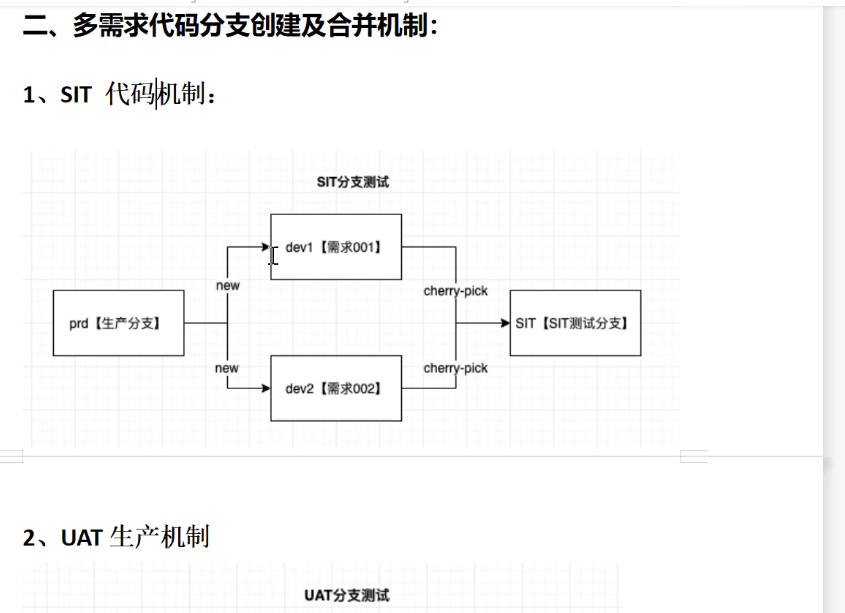 二、多需求代码分支创建及合并机制：
1、SIT 代码机制：
SIT分支测试
dev1【需求001】
new
cherry-pick
prd【生产分支】
SIT【SIT测试分支】
new
cherry-pick
dev2【需求002】
2、UAT 生产机制
UAT分支测试